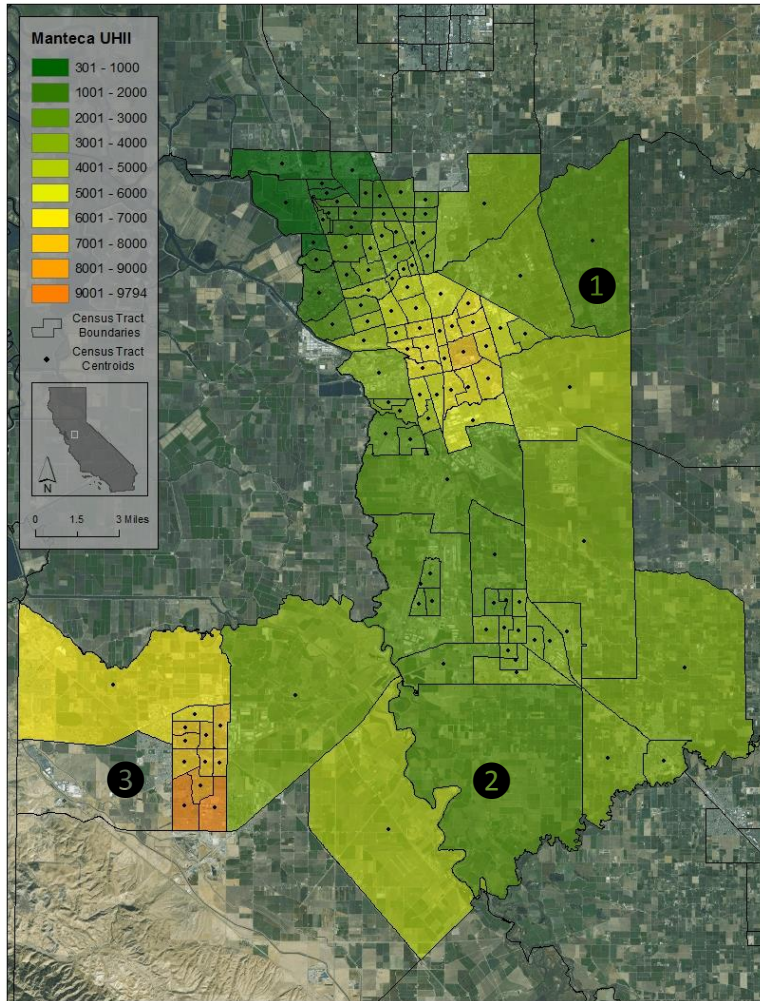 Manteca UHII
301 - 1000
1001 - 2000
2001 - 3000
3001 - 4000
4001 - 5000
5001 - 6000
6001 - 7000
7001 - 8000
8001 - 9000
9001 - 9794
Census Tract
Boundaries
Census Tract
Centroids
N
0 1.5 3 Miles
1
2
3